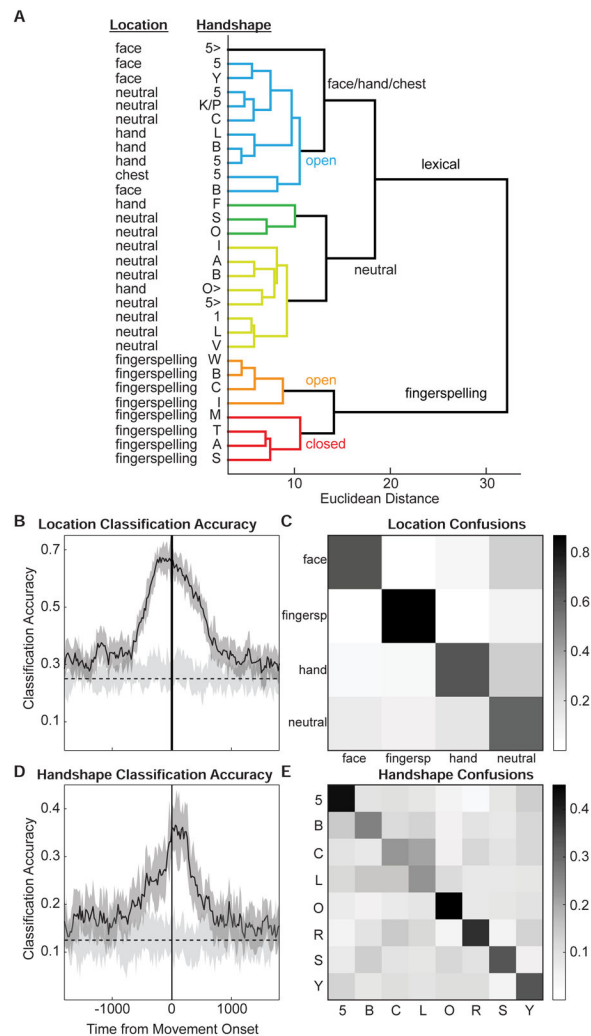 A
Location Handshape
face 5>
face 5
face Y
neutral 5
neutral K/P
neutral C
hand L
hand B
hand 5
chest 5
face B
hand F
neutral S
neutral O
neutral I
neutral A
neutral B
hand O>
neutral 5>
neutral 1
neutral L
neutral V
fingerspelling W
fingerspelling B
fingerspelling C
fingerspelling I
fingerspelling M
fingerspelling T
fingerspelling A
fingerspelling S
face/hand/chest
open
lexical
neutral
open
fingerspelling
closed
10 20 30
Euclidean Distance
B Location Classification Accuracy
Classification Accuracy
0.7
0.5
0.3
0.1
-1000 0 1000
C Location Confusions
face
fingersp
hand
neutral
face fingersp hand neutral
0.8
0.6
0.4
0.2
D Handshape Classification Accuracy
Classification Accuracy
0.4
0.3
0.2
0.1
-1000 0 1000
Time from Movement Onset
E Handshape Confusions
5
B
C
L
O
R
S
Y
5 B C L O R S Y
0.4
0.3
0.2
0.1